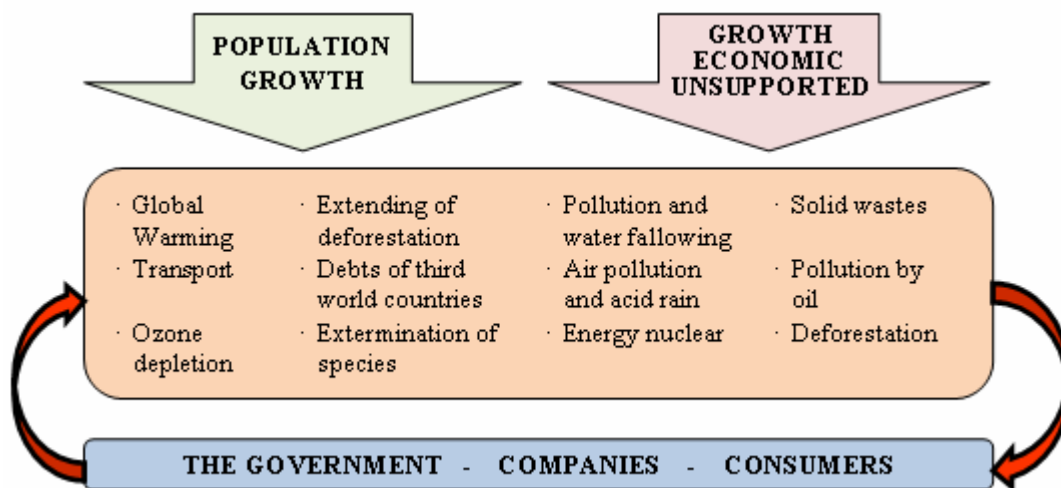 POPULATION
GROWTH
GROWTH
ECONOMIC
UNSUPPORTED
· Global
Warming
· Transport
· Ozone
depletion
· Extending of
deforestation
· Debts of third
world countries
· Extermination of
species
· Pollution and
water fallowing
· Air pollution
and acid rain
· Energy nuclear
· Solid wastes
· Pollution by
oil
· Deforestation
THE GOVERNMENT - COMPANIES - CONSUMERS